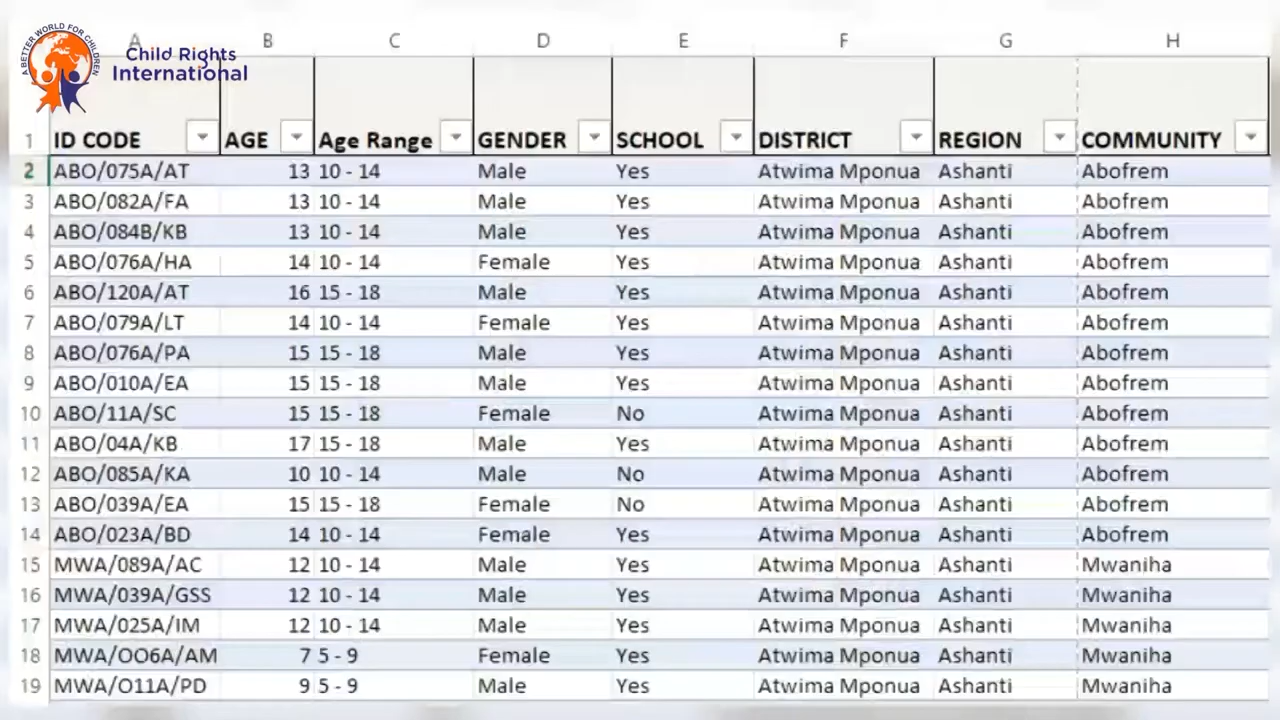 A B C D E F G H
A BETTER WORLD FOR CHILDREN
Child Rights
International
1 ID CODE AGE Age Range GENDER SCHOOL DISTRICT REGION COMMUNITY
2 ABO/075A/AT 13 10 - 14 Male Yes Atwima Mponua Ashanti Abofrem
3 ABO/082A/FA 13 10 - 14 Male Yes Atwima Mponua Ashanti Abofrem
4 ABO/084B/KB 13 10 - 14 Male Yes Atwima Mponua Ashanti Abofrem
5 ABO/076A/HA 14 10 - 14 Female Yes Atwima Mponua Ashanti Abofrem
6 ABO/120A/AT 16 15 - 18 Male Yes Atwima Mponua Ashanti Abofrem
7 ABO/079A/LT 14 10 - 14 Female Yes Atwima Mponua Ashanti Abofrem
8 ABO/076A/PA 15 15 - 18 Male Yes Atwima Mponua Ashanti Abofrem
9 ABO/010A/EA 15 15 - 18 Male Yes Atwima Mponua Ashanti Abofrem
10 ABO/11A/SC 15 15 - 18 Female No Atwima Mponua Ashanti Abofrem
11 ABO/04A/KB 17 15 - 18 Male Yes Atwima Mponua Ashanti Abofrem
12 ABO/085A/KA 10 10 - 14 Male No Atwima Mponua Ashanti Abofrem
13 ABO/039A/EA 15 15 - 18 Female No Atwima Mponua Ashanti Abofrem
14 ABO/023A/BD 14 10 - 14 Female Yes Atwima Mponua Ashanti Abofrem
15 MWA/089A/AC 12 10 - 14 Male Yes Atwima Mponua Ashanti Mwaniha
16 MWA/039A/GSS 12 10 - 14 Male Yes Atwima Mponua Ashanti Mwaniha
17 MWA/025A/IM 12 10 - 14 Male Yes Atwima Mponua Ashanti Mwaniha
18 MWA/OO6A/AM 7 5 - 9 Female Yes Atwima Mponua Ashanti Mwaniha
19 MWA/O11A/PD 9 5 - 9 Male Yes Atwima Mponua Ashanti Mwaniha